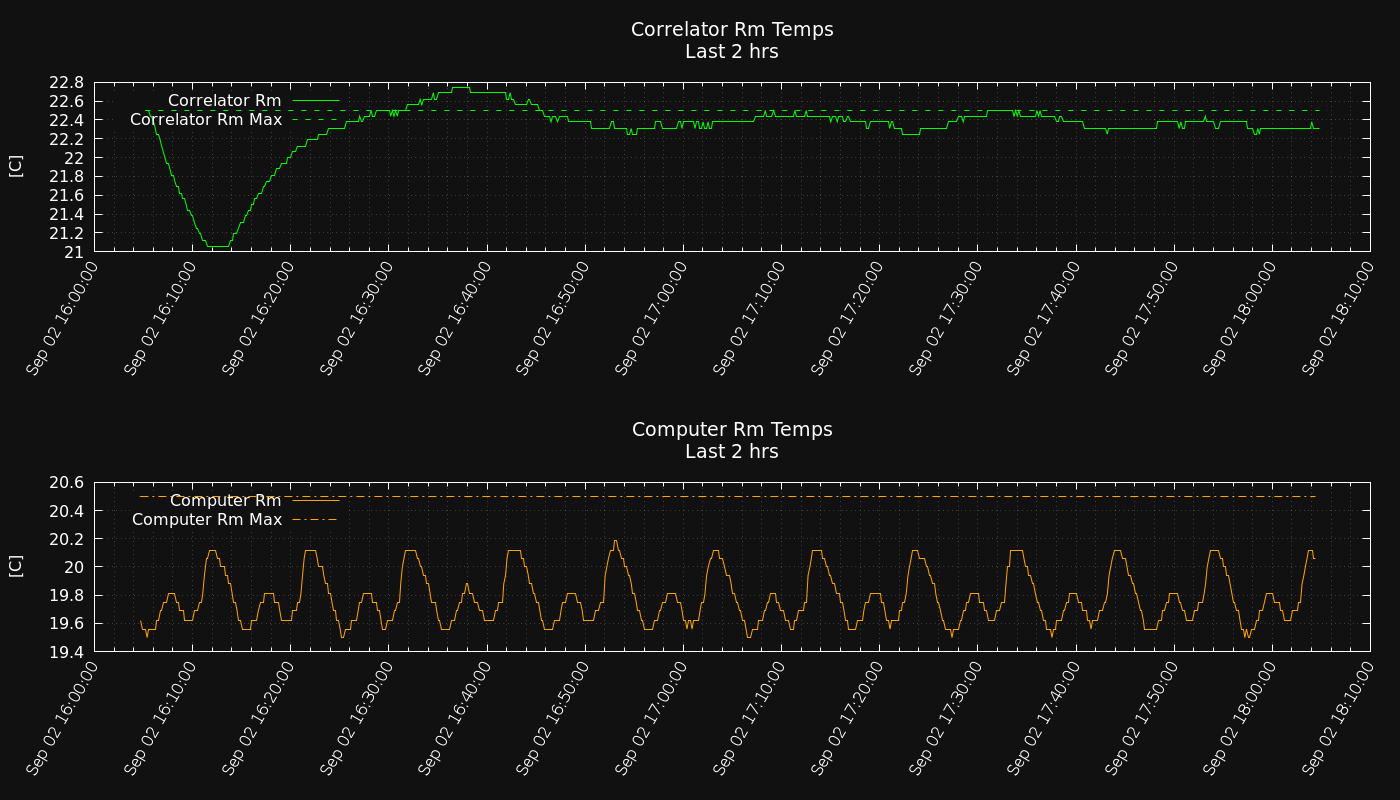 Correlator Rm Temps
Last 2 hrs
22.8
22.6
22.4
22.2
22
21.8
21.6
21.4
21.2
21
[C]
Correlator Rm
Correlator Rm Max
Sep 02 16:00:00
Sep 02 16:10:00
Sep 02 16:20:00
Sep 02 16:30:00
Sep 02 16:40:00
Sep 02 16:50:00
Sep 02 17:00:00
Sep 02 17:10:00
Sep 02 17:20:00
Sep 02 17:30:00
Sep 02 17:40:00
Sep 02 17:50:00
Sep 02 18:00:00
Sep 02 18:10:00
Computer Rm Temps
Last 2 hrs
20.6
20.4
20.2
20
19.8
19.6
19.4
[C]
Computer Rm
Computer Rm Max
Sep 02 16:00:00
Sep 02 16:10:00
Sep 02 16:20:00
Sep 02 16:30:00
Sep 02 16:40:00
Sep 02 16:50:00
Sep 02 17:00:00
Sep 02 17:10:00
Sep 02 17:20:00
Sep 02 17:30:00
Sep 02 17:40:00
Sep 02 17:50:00
Sep 02 18:00:00
Sep 02 18:10:00